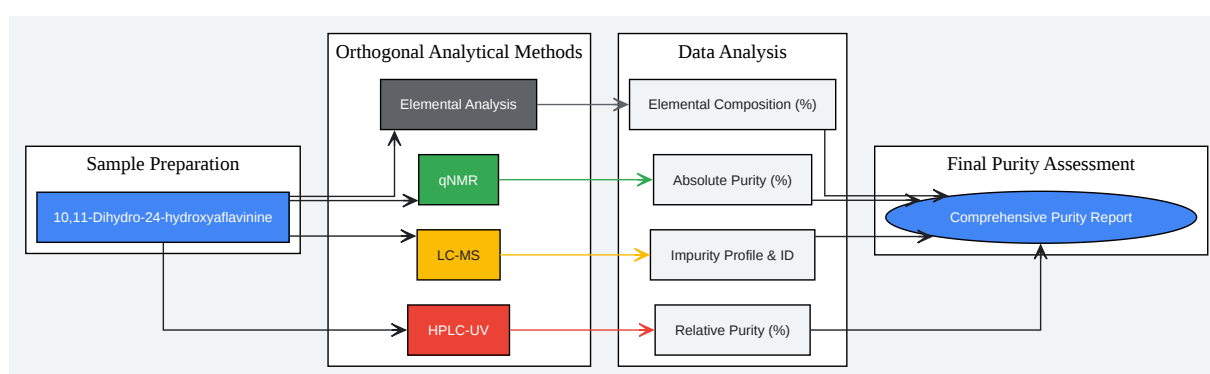 Orthogonal Analytical Methods
Data Analysis
Elemental Analysis
Elemental Composition (%)
Sample Preparation
Final Purity Assessment
qNMR
Absolute Purity (%)
10,11-Dihydro-24-hydroxyaflavinine
Comprehensive Purity Report
LC-MS
Impurity Profile & ID
HPLC-UV
Relative Purity (%)